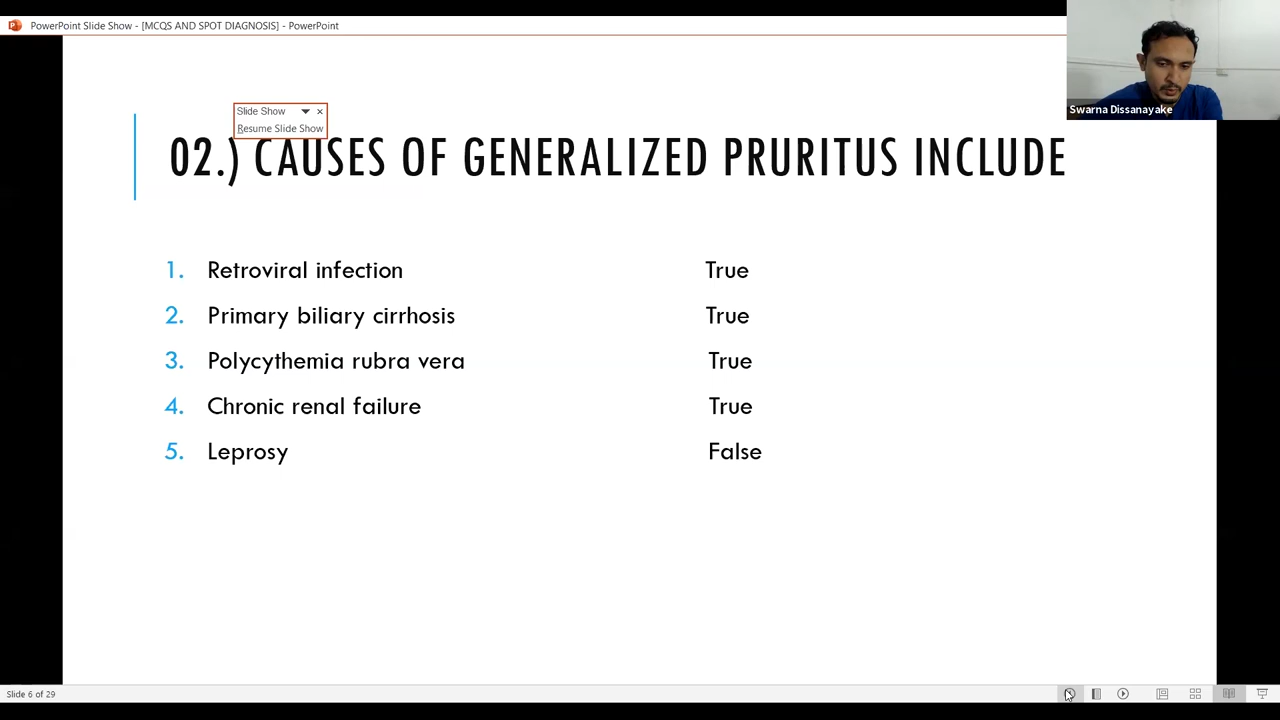 PowerPoint Slide Show - [MCQS AND SPOT DIAGNOSIS] - PowerPoint
Swarna Dissanayake
Slide Show
Resume Slide Show
02.) CAUSES OF GENERALIZED PRURITUS INCLUDE
1. Retroviral infection True
2. Primary biliary cirrhosis True
3. Polycythemia rubra vera True
4. Chronic renal failure True
5. Leprosy False
Slide 6 of 29